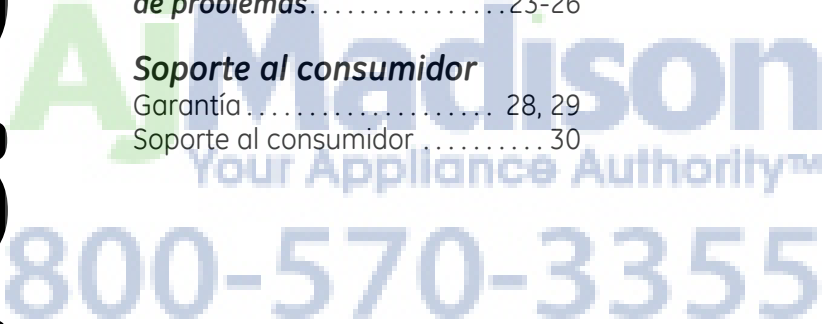 de problemas.................23-26
Soporte al consumidor
Garantía..................... 28, 29
Soporte al consumidor ..........30
AjMadison
Your Appliance Authority™
800-570-3355